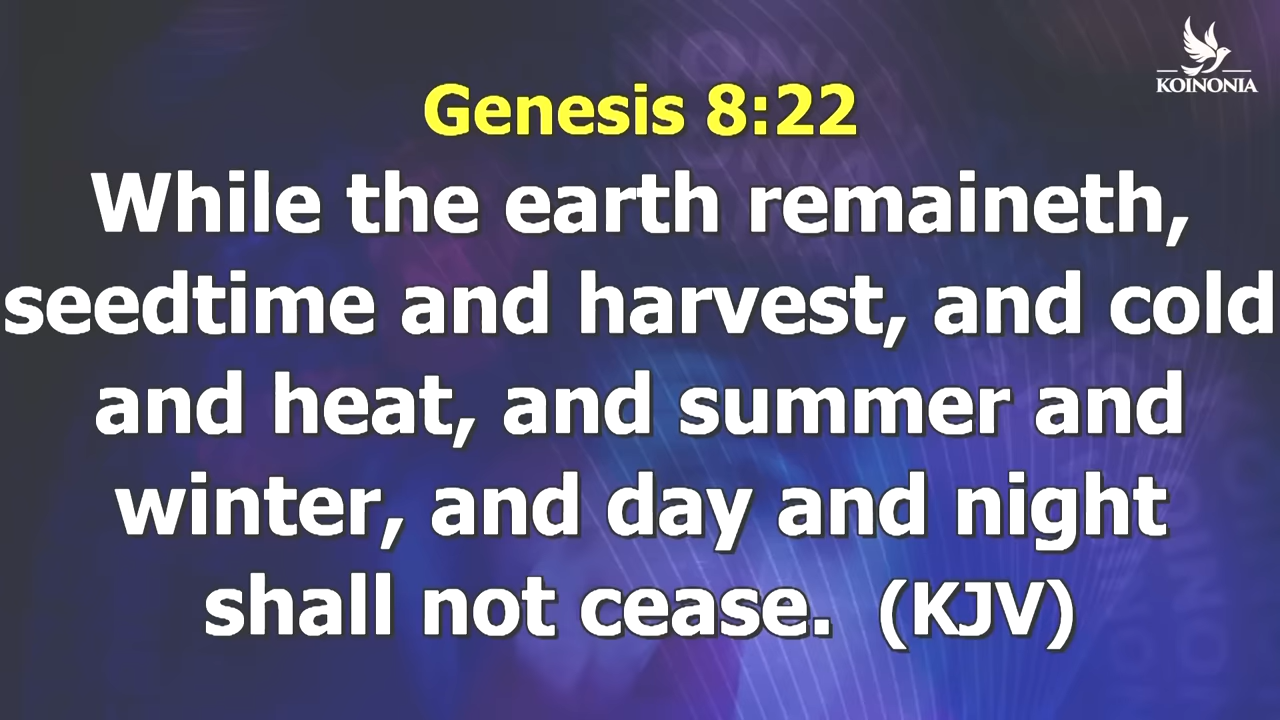 KOINONIA
Genesis 8:22
While the earth remaineth,
seedtime and harvest, and cold
and heat, and summer and
winter, and day and night
shall not cease.  (KJV)